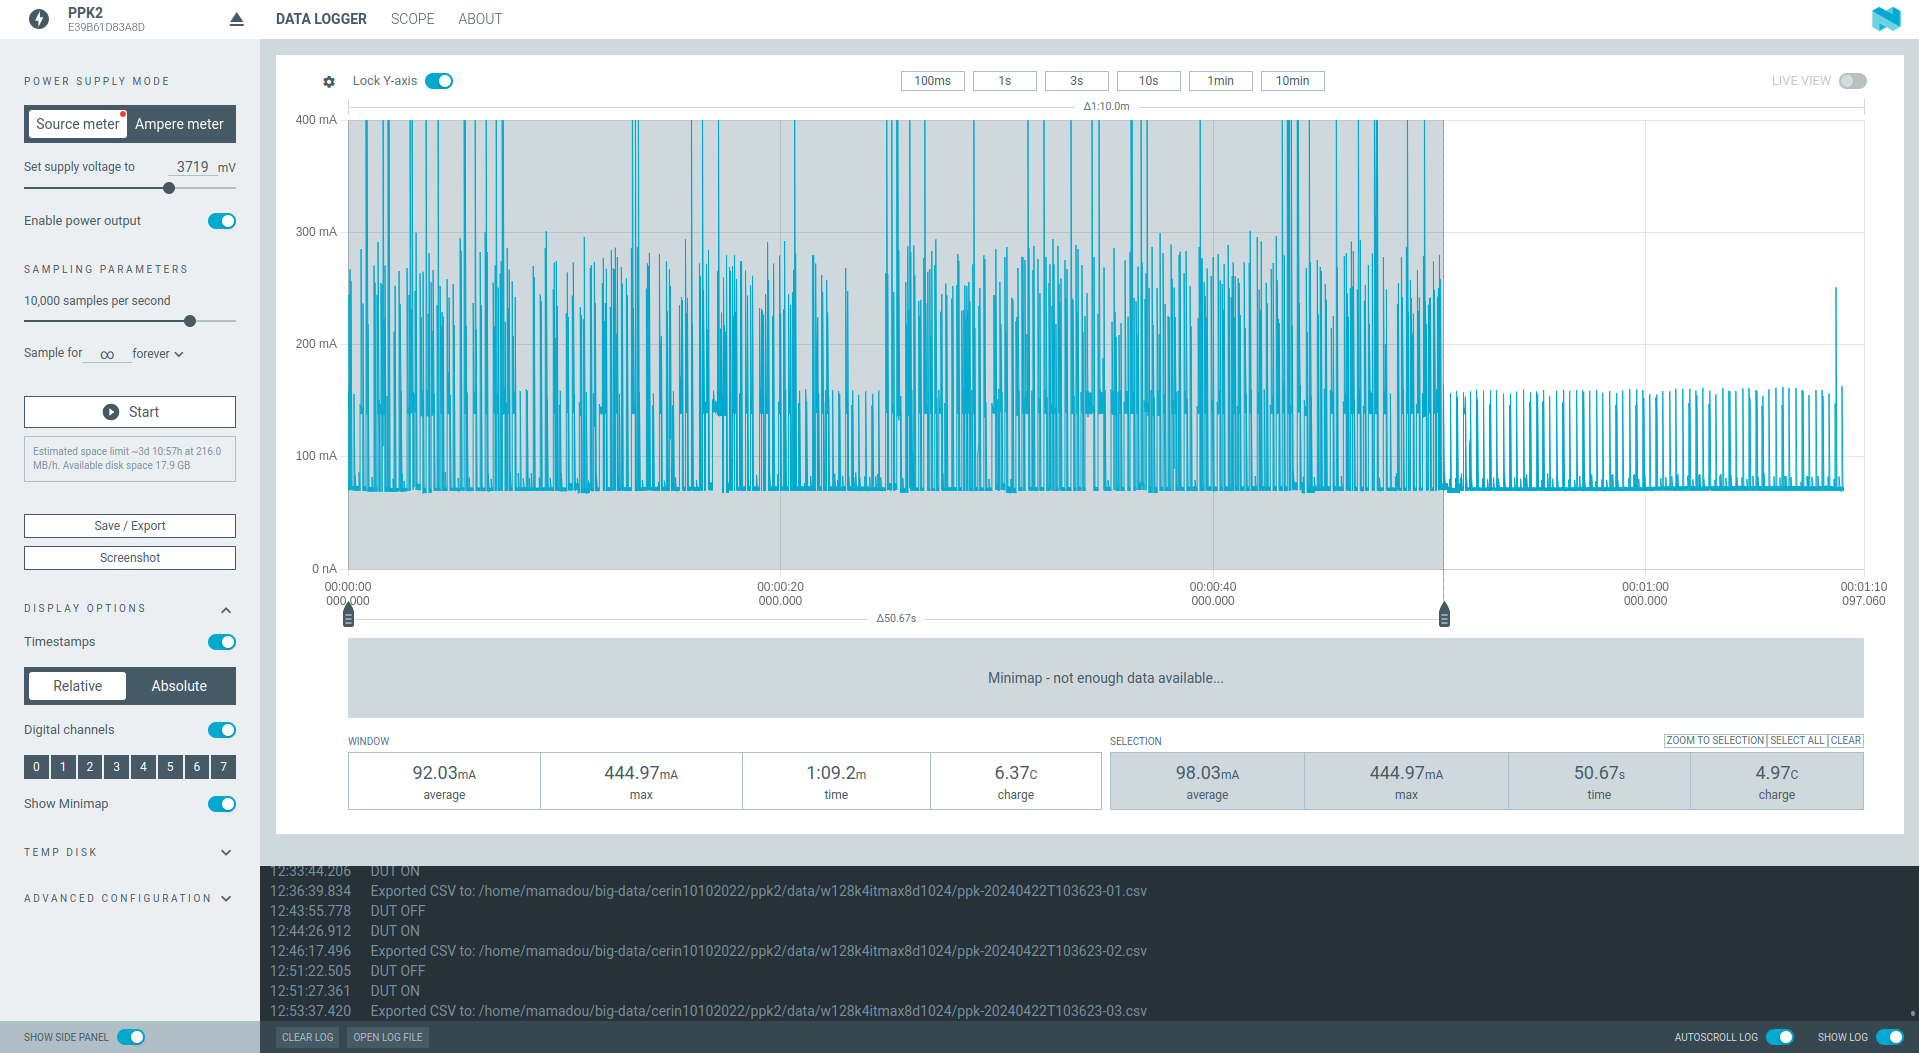 PPK2
E39B61D83A8D
DATA LOGGER SCOPE ABOUT
POWER SUPPLY MODE
Source meter Ampere meter
Set supply voltage to 3719 mV
Enable power output
SAMPLING PARAMETERS
10,000 samples per second
Sample for ∞ forever
Start
Estimated space limit ~3d 10:57h at 216.0
MB/h. Available disk space 17.9 GB
Save / Export
Screenshot
DISPLAY OPTIONS
Timestamps
Relative Absolute
Digital channels
0 1 2 3 4 5 6 7
Show Minimap
TEMP DISK
ADVANCED CONFIGURATION
SHOW SIDE PANEL
Lock Y-axis 100ms 1s 3s 10s 1min 10min LIVE VIEW
Δ1:10.0m
400 mA
300 mA
200 mA
100 mA
0 nA
00:00:00 00:00:20 00:00:40 00:01:00 00:01:10
000.000 000.000 000.000 000.000 097.060
Δ50.67s
Minimap - not enough data available...
WINDOW
92.03mA 444.97mA 1:09.2m 6.37C
average max time charge
SELECTION ZOOM TO SELECTION SELECT ALL CLEAR
98.03mA 444.97mA 50.67s 4.97C
average max time charge
12:33:44.206 DUT ON
12:36:39.834 Exported CSV to: /home/mamadou/big-data/cerin10102022/ppk2/data/w128k4itmax8d1024/ppk-20240422T103623-01.csv
12:43:55.778 DUT OFF
12:44:26.912 DUT ON
12:46:17.496 Exported CSV to: /home/mamadou/big-data/cerin10102022/ppk2/data/w128k4itmax8d1024/ppk-20240422T103623-02.csv
12:51:22.505 DUT OFF
12:51:27.361 DUT ON
12:53:37.420 Exported CSV to: /home/mamadou/big-data/cerin10102022/ppk2/data/w128k4itmax8d1024/ppk-20240422T103623-03.csv
CLEAR LOG OPEN LOG FILE AUTOSCROLL LOG SHOW LOG